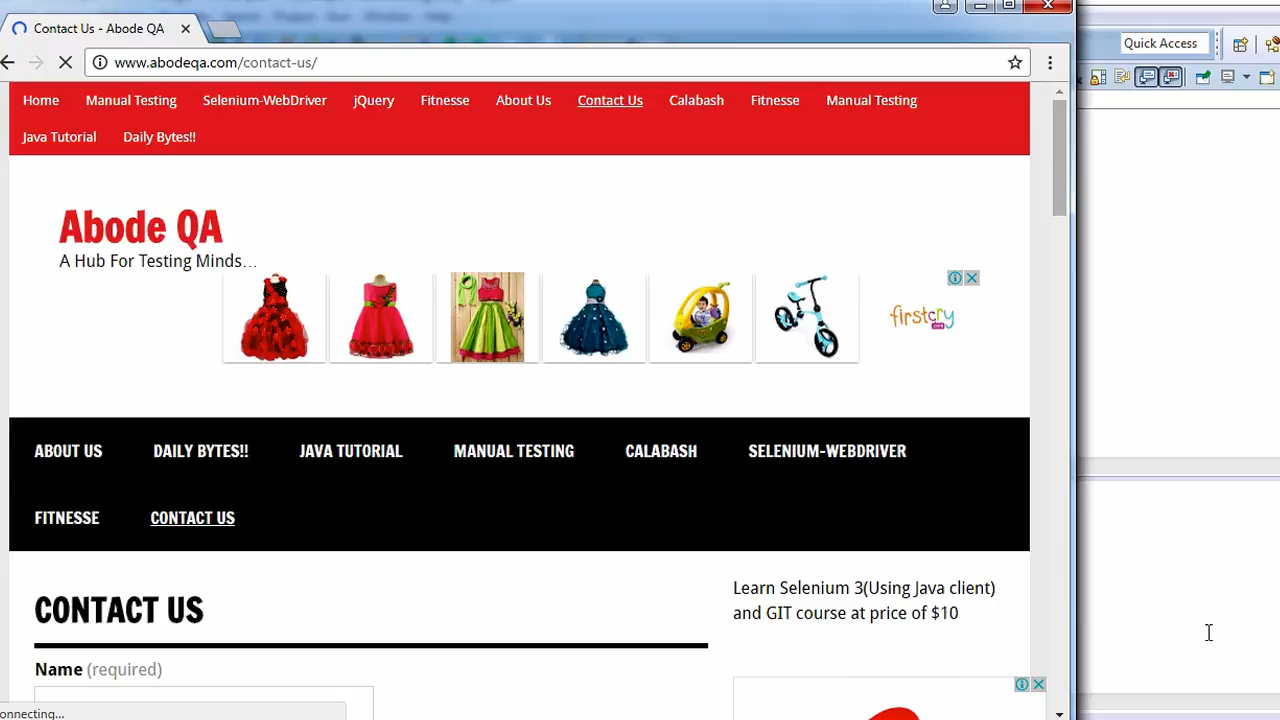 Contact Us - Abode QA
www.abodeqa.com/contact-us/
Quick Access
Home Manual Testing Selenium-WebDriver jQuery Fitnesse About Us Contact Us Calabash Fitnesse Manual Testing
Java Tutorial Daily Bytes!!
Abode QA
A Hub For Testing Minds…
firstcry
.com
ABOUT US DAILY BYTES!! JAVA TUTORIAL MANUAL TESTING CALABASH SELENIUM-WEBDRIVER
FITNESSE CONTACT US
CONTACT US
Learn Selenium 3(Using Java client)
and GIT course at price of $10
Name (required)
onnecting...